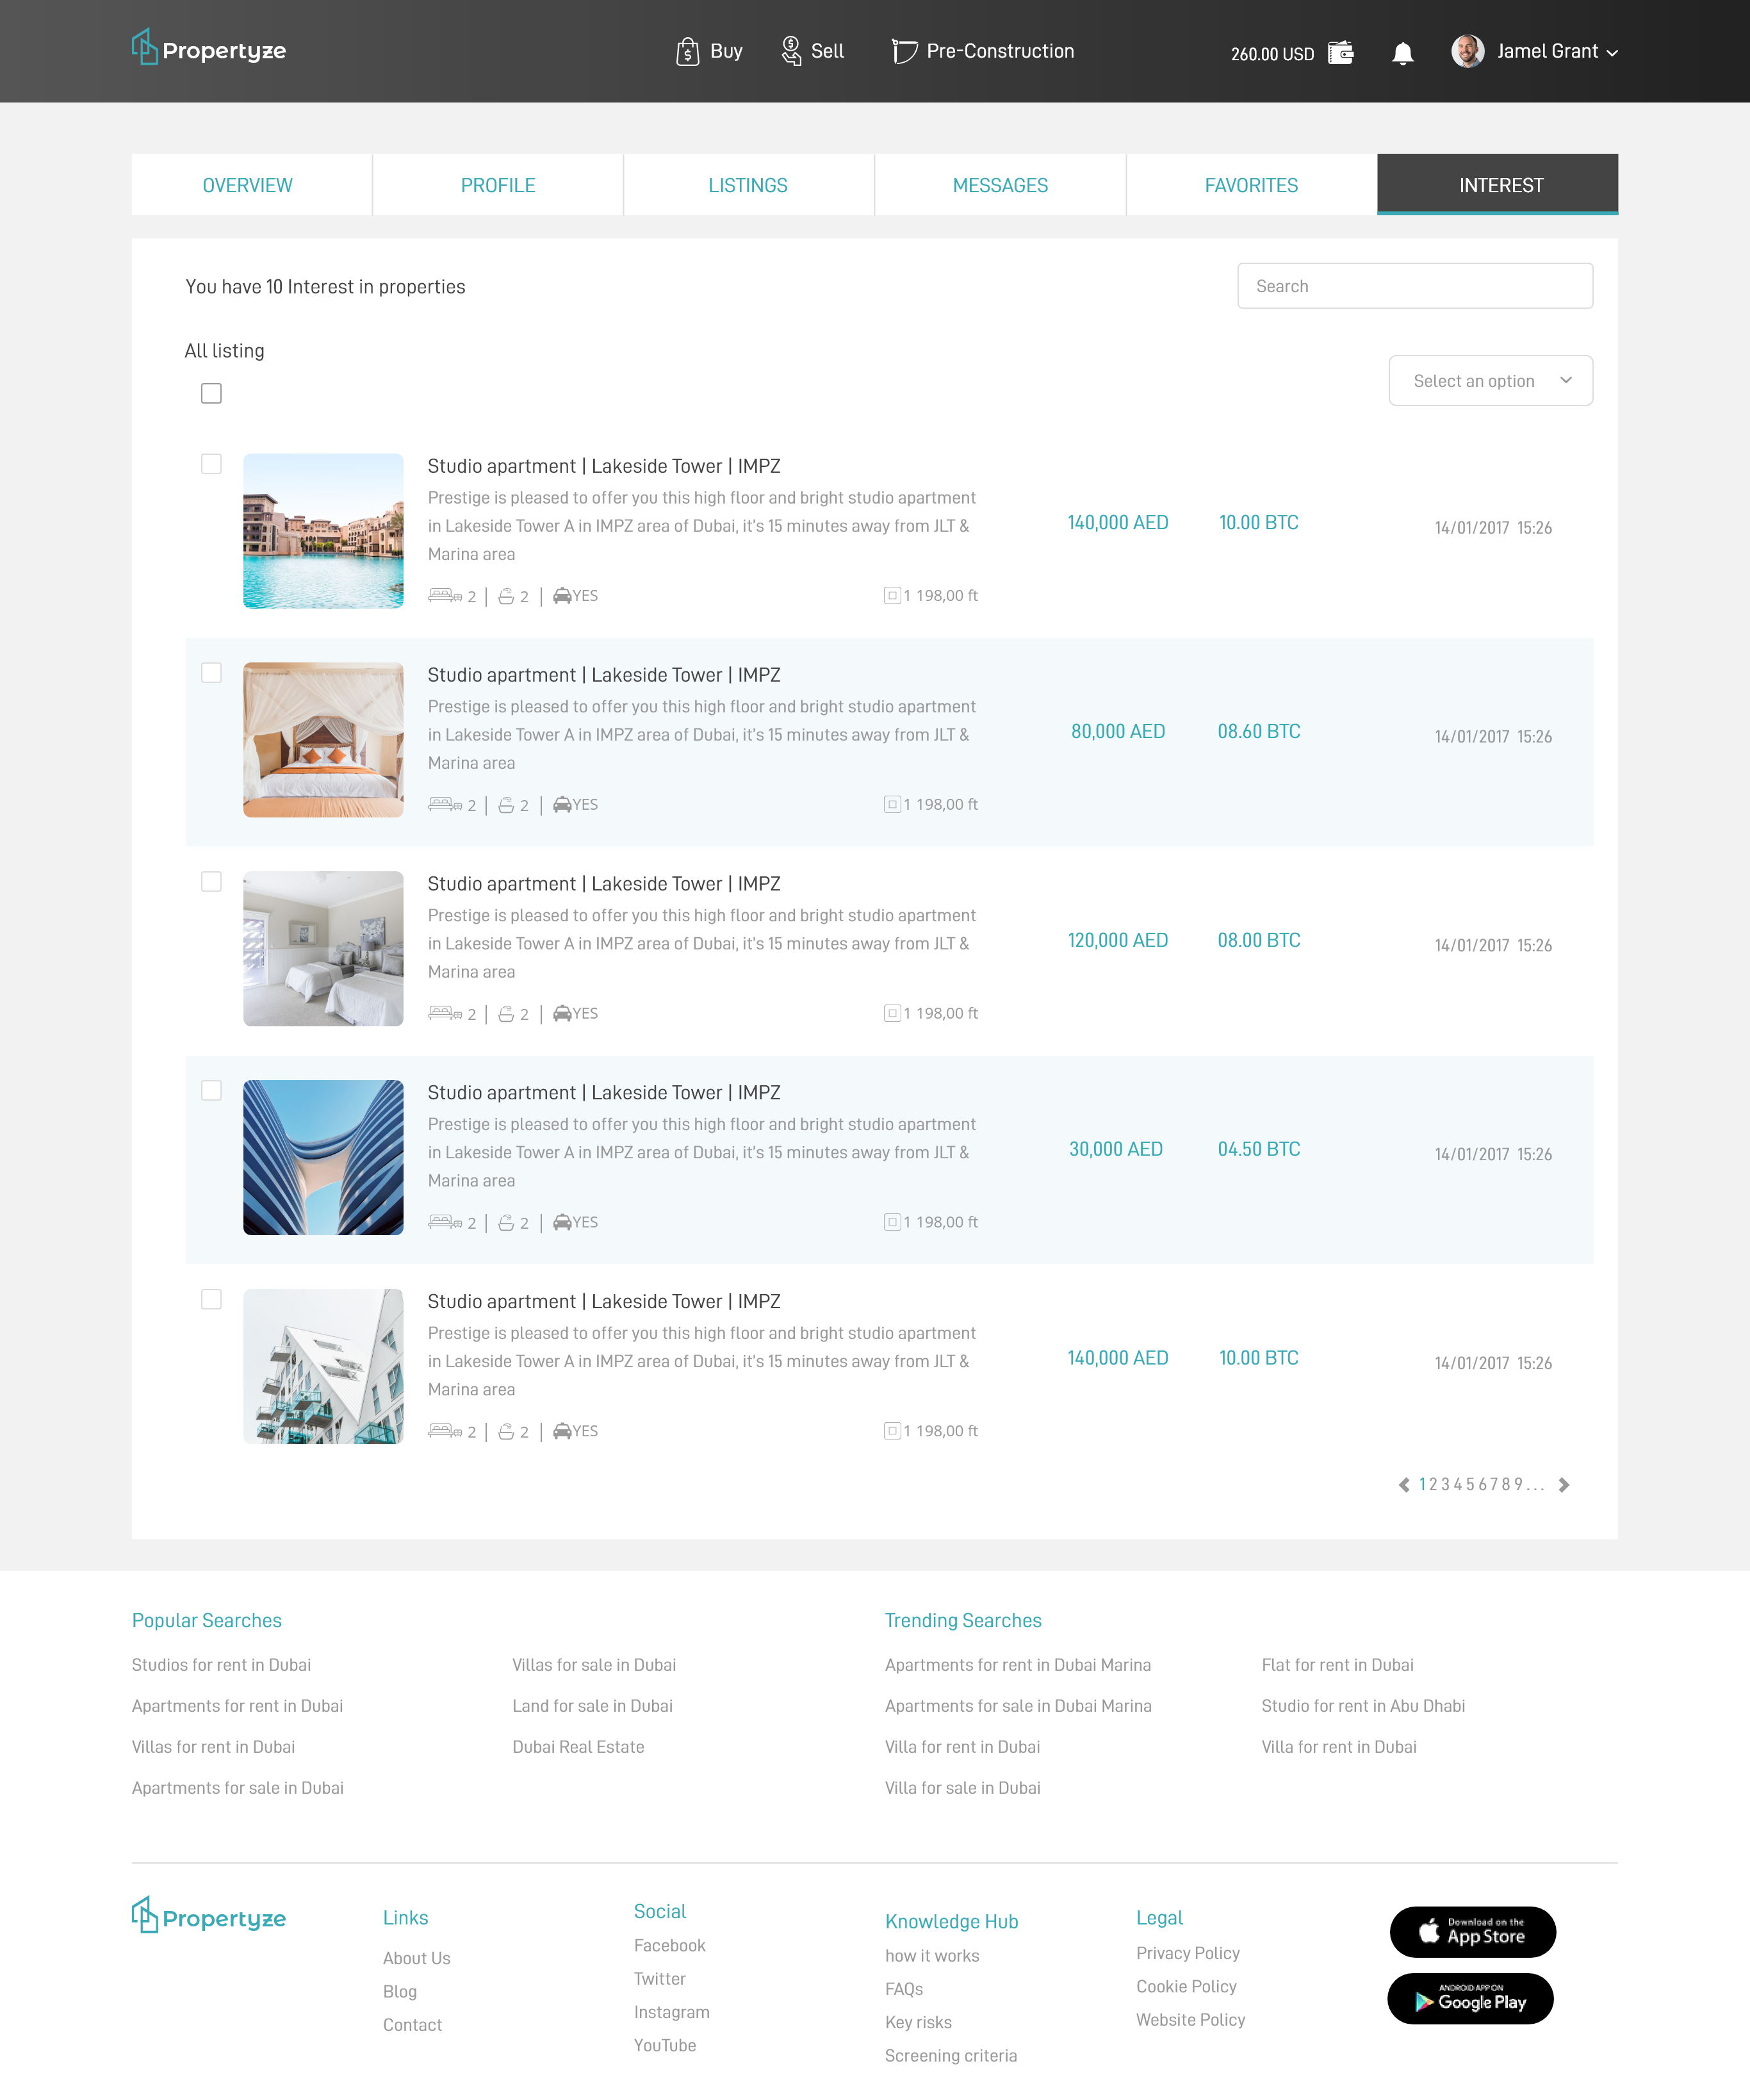 Propertyze
Buy
Sell
Pre-Construction
260.00 USD
Jamel Grant
OVERVIEW
PROFILE
LISTINGS
MESSAGES
FAVORITES
INTEREST
You have 10 Interest in properties
Search
All listing
Select an option
Studio apartment | Lakeside Tower | IMPZ
Prestige is pleased to offer you this high floor and bright studio apartment
in Lakeside Tower A in IMPZ area of Dubai, it's 15 minutes away from JLT &
Marina area
2 | 2 | YES
1 198,00 ft
140,000 AED
10.00 BTC
14/01/2017 15:26
Studio apartment | Lakeside Tower | IMPZ
Prestige is pleased to offer you this high floor and bright studio apartment
in Lakeside Tower A in IMPZ area of Dubai, it's 15 minutes away from JLT &
Marina area
2 | 2 | YES
1 198,00 ft
80,000 AED
08.60 BTC
14/01/2017 15:26
Studio apartment | Lakeside Tower | IMPZ
Prestige is pleased to offer you this high floor and bright studio apartment
in Lakeside Tower A in IMPZ area of Dubai, it's 15 minutes away from JLT &
Marina area
2 | 2 | YES
1 198,00 ft
120,000 AED
08.00 BTC
14/01/2017 15:26
Studio apartment | Lakeside Tower | IMPZ
Prestige is pleased to offer you this high floor and bright studio apartment
in Lakeside Tower A in IMPZ area of Dubai, it's 15 minutes away from JLT &
Marina area
2 | 2 | YES
1 198,00 ft
30,000 AED
04.50 BTC
14/01/2017 15:26
Studio apartment | Lakeside Tower | IMPZ
Prestige is pleased to offer you this high floor and bright studio apartment
in Lakeside Tower A in IMPZ area of Dubai, it's 15 minutes away from JLT &
Marina area
2 | 2 | YES
1 198,00 ft
140,000 AED
10.00 BTC
14/01/2017 15:26
1 2 3 4 5 6 7 8 9 . . .
Popular Searches
Studios for rent in Dubai
Apartments for rent in Dubai
Villas for rent in Dubai
Apartments for sale in Dubai
Villas for sale in Dubai
Land for sale in Dubai
Dubai Real Estate
Trending Searches
Apartments for rent in Dubai Marina
Apartments for sale in Dubai Marina
Villa for rent in Dubai
Villa for sale in Dubai
Flat for rent in Dubai
Studio for rent in Abu Dhabi
Villa for rent in Dubai
Propertyze
Links
About Us
Blog
Contact
Social
Facebook
Twitter
Instagram
YouTube
Knowledge Hub
how it works
FAQs
Key risks
Screening criteria
Legal
Privacy Policy
Cookie Policy
Website Policy
Download on the
App Store
ANDROID APP ON
Google Play